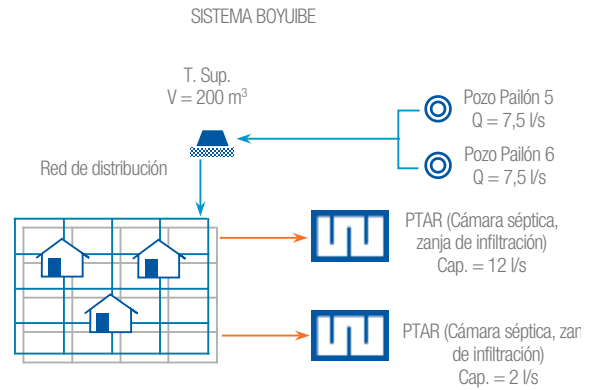 SISTEMA BOYUIBE
T. Sup.
V = 200 m³
Pozo Pailón 5
Q = 7,5 l/s
Pozo Pailón 6
Q = 7,5 l/s
Red de distribución
PTAR (Cámara séptica,
zanja de infiltración)
Cap. = 12 l/s
PTAR (Cámara séptica, zan
de infiltración)
Cap. = 2 l/s